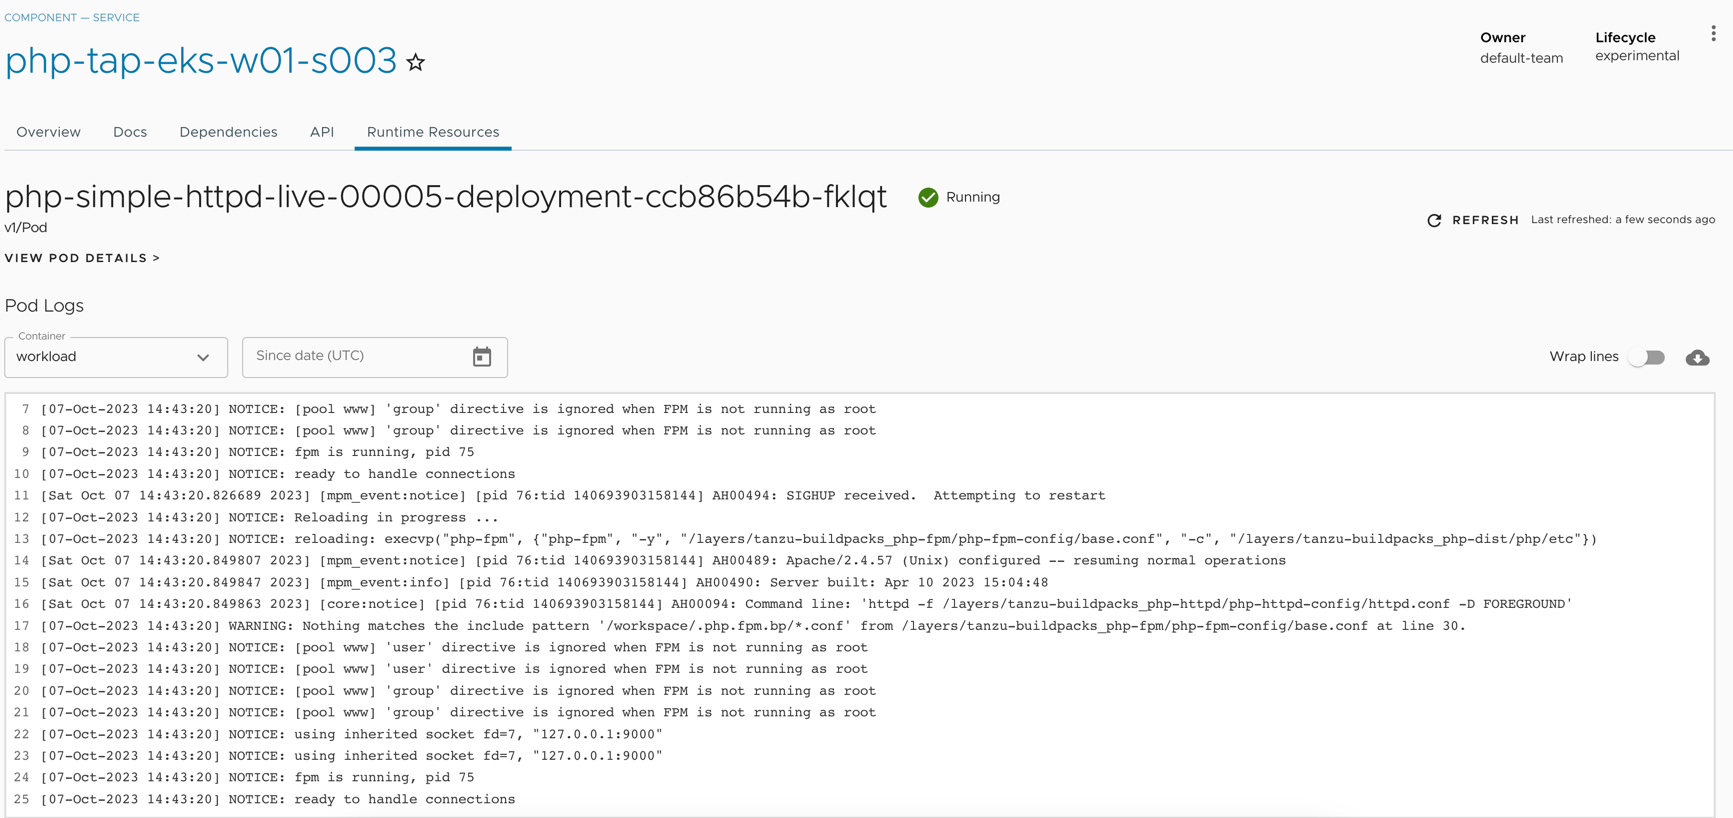 COMPONENT — SERVICE
php-tap-eks-w01-s003
Owner
default-team
Lifecycle
experimental
Overview
Docs
Dependencies
API
Runtime Resources
php-simple-httpd-live-00005-deployment-ccb86b54b-fklqt
Running
v1/Pod
REFRESH
Last refreshed: a few seconds ago
VIEW POD DETAILS >
Pod Logs
Container
workload
Since date (UTC)
Wrap lines
7 [07-Oct-2023 14:43:20] NOTICE: [pool www] 'group' directive is ignored when FPM is not running as root
8 [07-Oct-2023 14:43:20] NOTICE: [pool www] 'group' directive is ignored when FPM is not running as root
9 [07-Oct-2023 14:43:20] NOTICE: fpm is running, pid 75
10 [07-Oct-2023 14:43:20] NOTICE: ready to handle connections
11 [Sat Oct 07 14:43:20.826689 2023] [mpm_event:notice] [pid 76:tid 140693903158144] AH00494: SIGHUP received.  Attempting to restart
12 [07-Oct-2023 14:43:20] NOTICE: Reloading in progress ...
13 [07-Oct-2023 14:43:20] NOTICE: reloading: execvp("php-fpm", {"php-fpm", "-y", "/layers/tanzu-buildpacks_php-fpm/php-fpm-config/base.conf", "-c", "/layers/tanzu-buildpacks_php-dist/php/etc"})
14 [Sat Oct 07 14:43:20.849807 2023] [mpm_event:notice] [pid 76:tid 140693903158144] AH00489: Apache/2.4.57 (Unix) configured -- resuming normal operations
15 [Sat Oct 07 14:43:20.849847 2023] [mpm_event:info] [pid 76:tid 140693903158144] AH00490: Server built: Apr 10 2023 15:04:48
16 [Sat Oct 07 14:43:20.849863 2023] [core:notice] [pid 76:tid 140693903158144] AH00094: Command line: 'httpd -f /layers/tanzu-buildpacks_php-httpd/php-httpd-config/httpd.conf -D FOREGROUND'
17 [07-Oct-2023 14:43:20] WARNING: Nothing matches the include pattern '/workspace/.php.fpm.bp/*.conf' from /layers/tanzu-buildpacks_php-fpm/php-fpm-config/base.conf at line 30.
18 [07-Oct-2023 14:43:20] NOTICE: [pool www] 'user' directive is ignored when FPM is not running as root
19 [07-Oct-2023 14:43:20] NOTICE: [pool www] 'user' directive is ignored when FPM is not running as root
20 [07-Oct-2023 14:43:20] NOTICE: [pool www] 'group' directive is ignored when FPM is not running as root
21 [07-Oct-2023 14:43:20] NOTICE: [pool www] 'group' directive is ignored when FPM is not running as root
22 [07-Oct-2023 14:43:20] NOTICE: using inherited socket fd=7, "127.0.0.1:9000"
23 [07-Oct-2023 14:43:20] NOTICE: using inherited socket fd=7, "127.0.0.1:9000"
24 [07-Oct-2023 14:43:20] NOTICE: fpm is running, pid 75
25 [07-Oct-2023 14:43:20] NOTICE: ready to handle connections